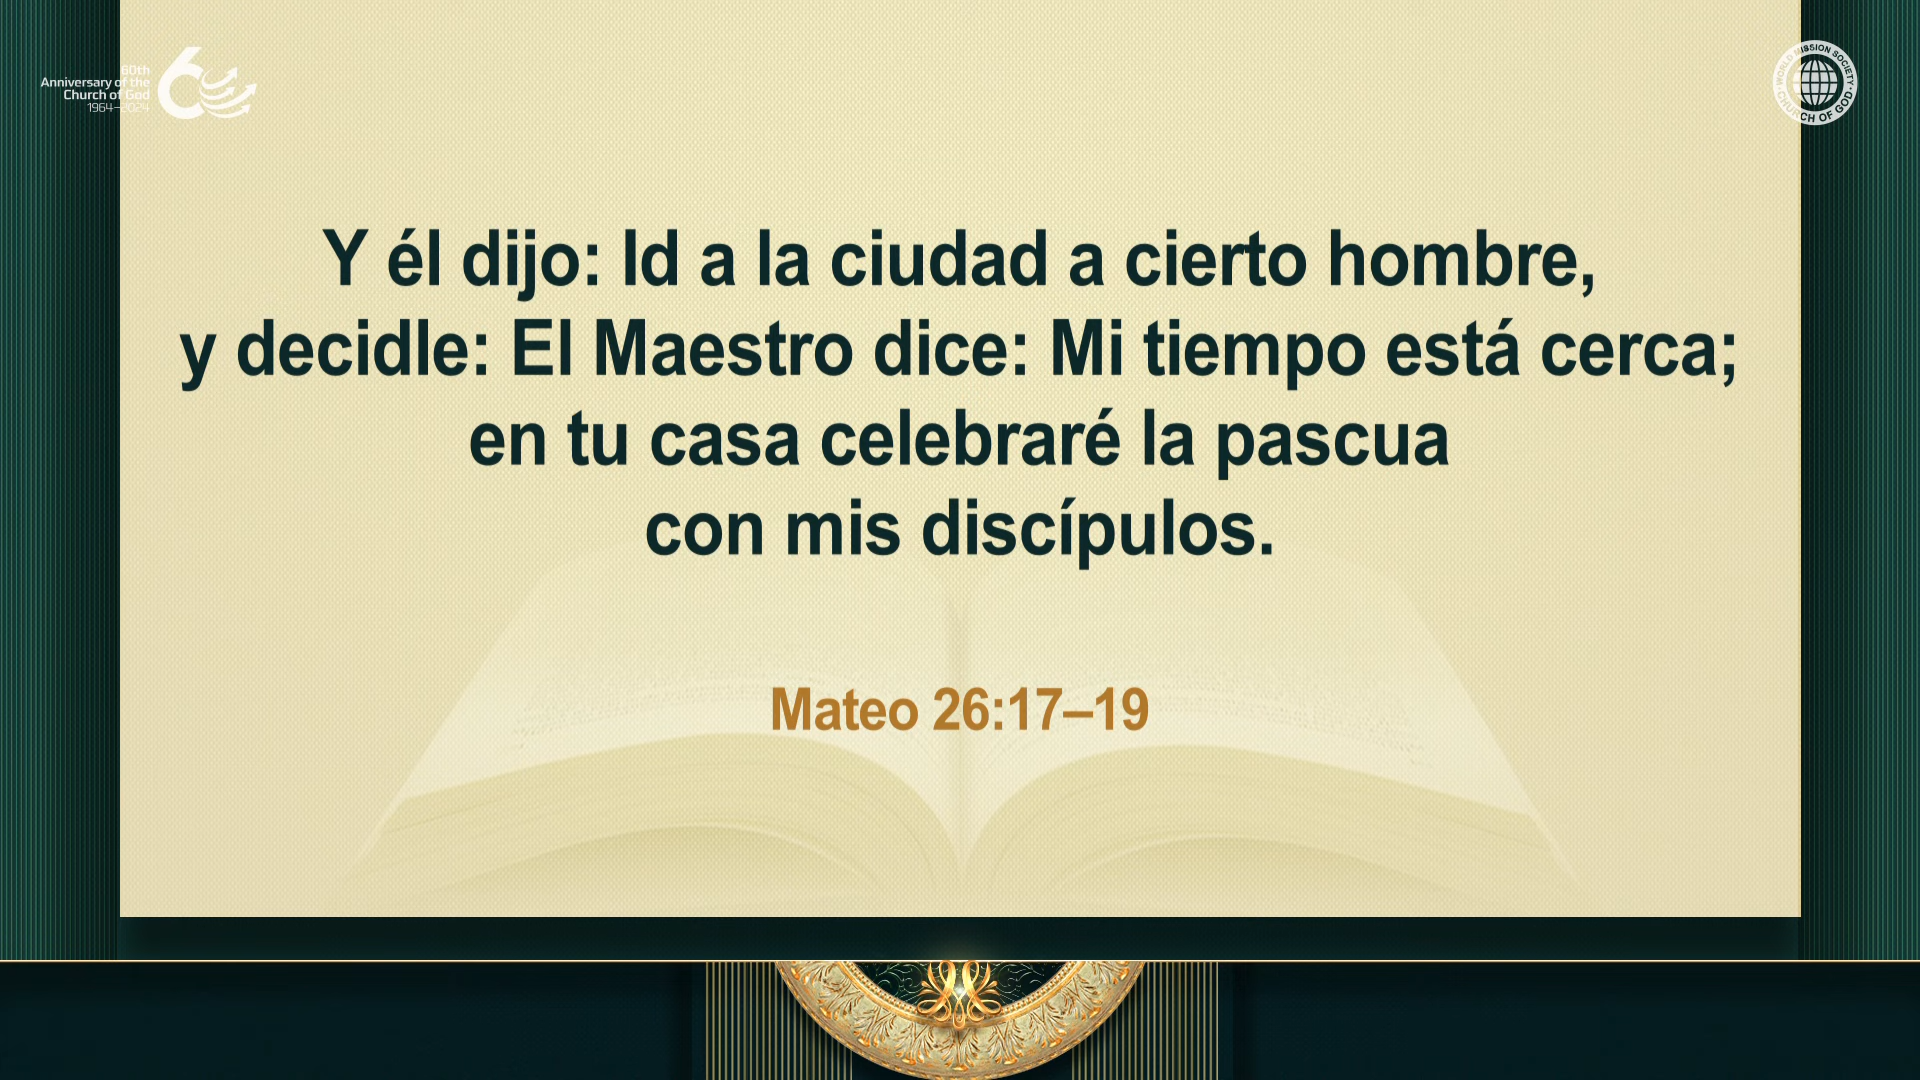 60th
Anniversary of the
Church of God
1964–2024
WORLD MISSION SOCIETY
CHURCH OF GOD
Y él dijo: Id a la ciudad a cierto hombre,
y decidle: El Maestro dice: Mi tiempo está cerca;
en tu casa celebraré la pascua
con mis discípulos.
Mateo 26:17–19